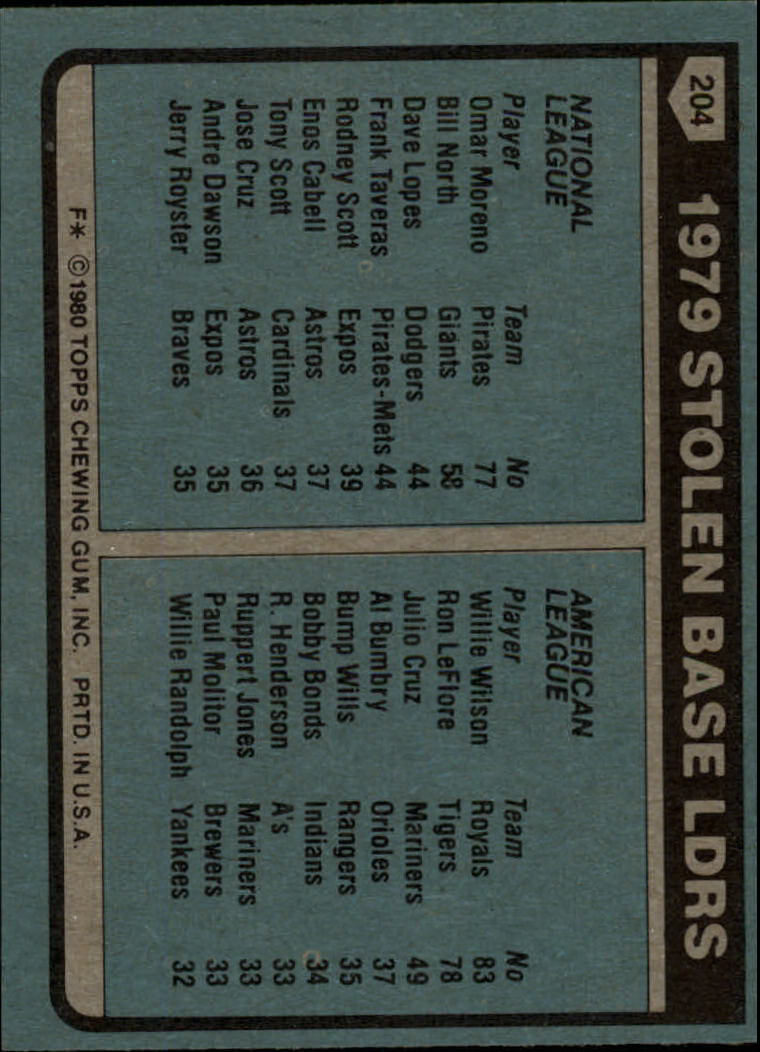 204
1979 STOLEN BASE LDRS
NATIONAL
LEAGUE
Player Team No
Omar Moreno Pirates 77
Bill North Giants 58
Dave Lopes Dodgers 44
Frank Taveras Pirates-Mets 44
Rodney Scott Expos 39
Enos Cabell Astros 37
Tony Scott Cardinals 37
Jose Cruz Astros 36
Andre Dawson Expos 35
Jerry Royster Braves 35
AMERICAN
LEAGUE
Player Team No
Willie Wilson Royals 83
Ron LeFlore Tigers 78
Julio Cruz Mariners 49
Al Bumbry Orioles 37
Bump Wills Rangers 35
Bobby Bonds Indians 34
R. Henderson A's 33
Ruppert Jones Mariners 33
Paul Molitor Brewers 33
Willie Randolph Yankees 32
F* © 1980 TOPPS CHEWING GUM, INC. PRTD. IN U.S.A.